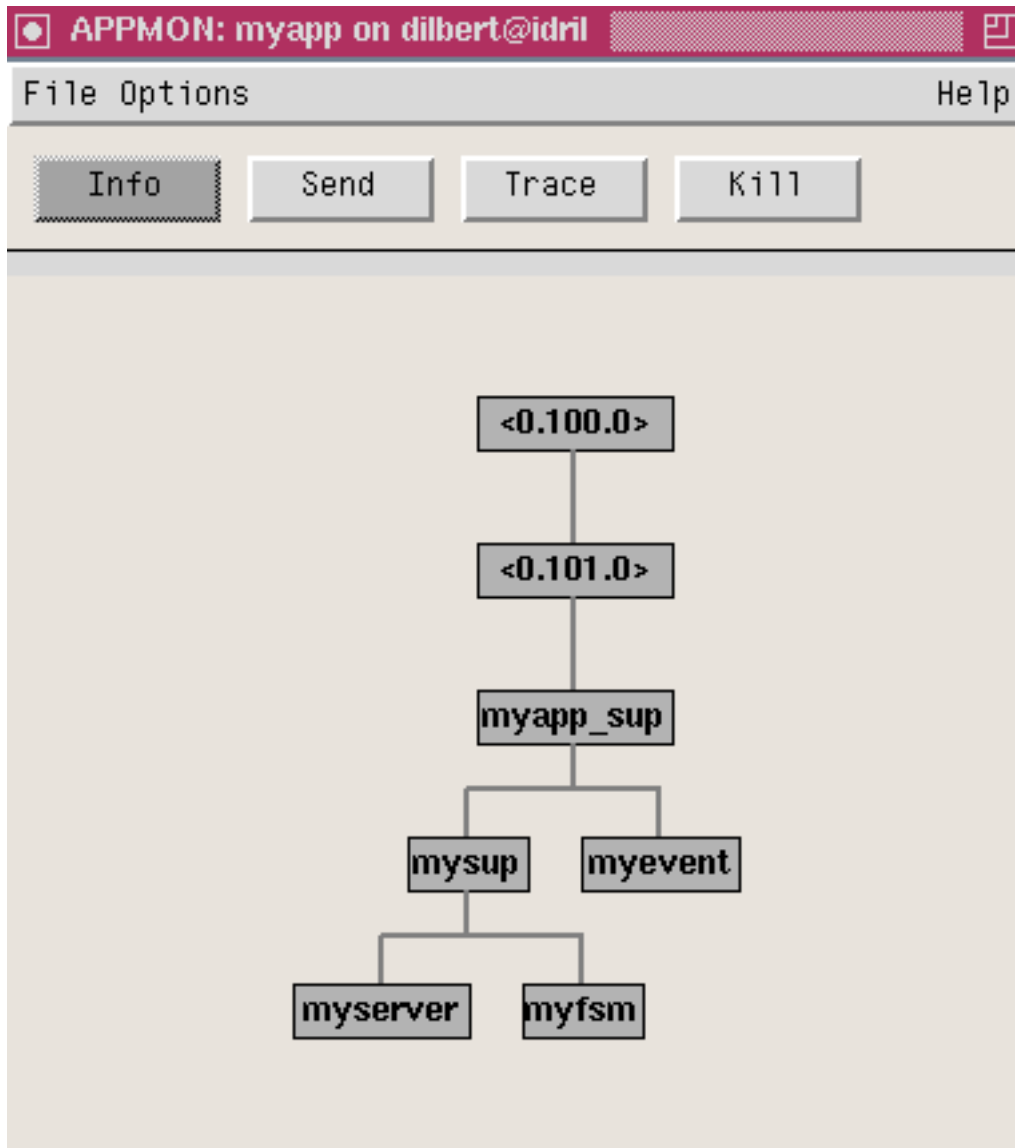 APPMON: myapp on dilbert@idril
File Options Help
Info Send Trace Kill
<0.100.0>
<0.101.0>
myapp_sup
mysup myevent
myserver myfsm